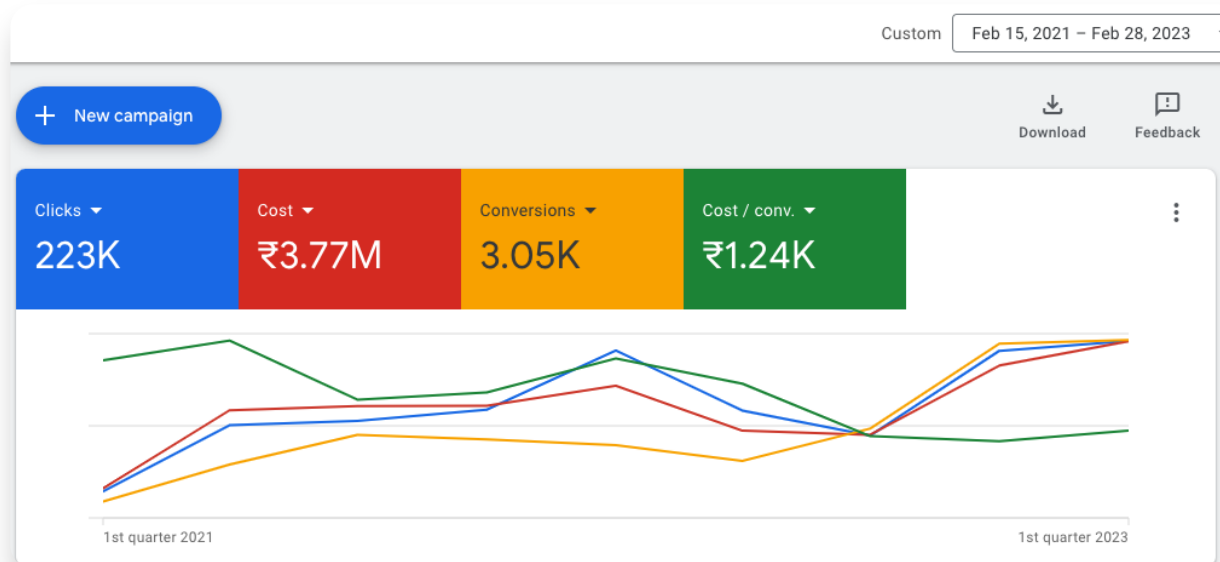 Custom Feb 15, 2021 – Feb 28, 2023
New campaign
Download Feedback
Clicks Cost Conversions Cost / conv.
223K ₹3.77M 3.05K ₹1.24K
1st quarter 2021 1st quarter 2023